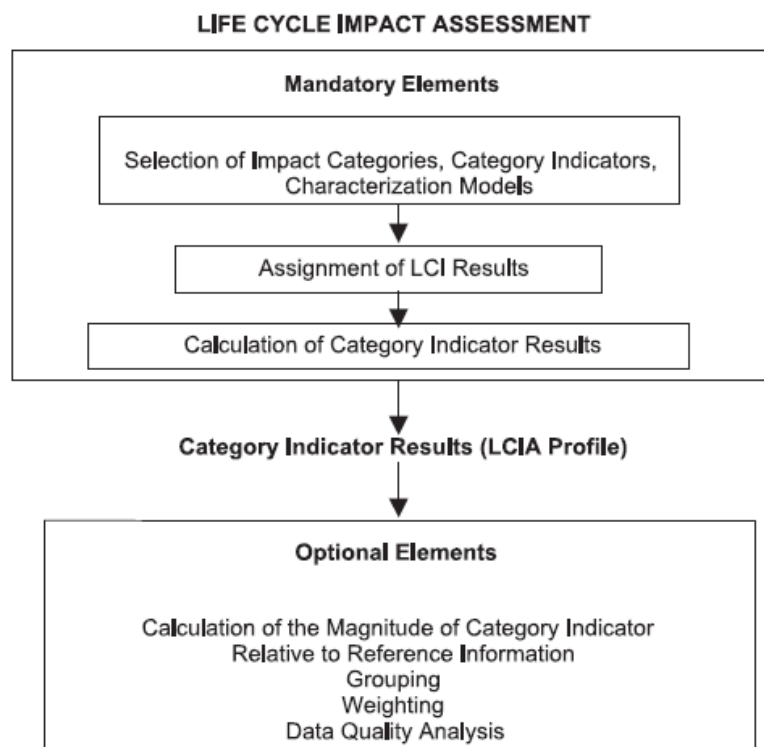 LIFE CYCLE IMPACT ASSESSMENT
Mandatory Elements
Selection of Impact Categories, Category Indicators,
Characterization Models
Assignment of LCI Results
Calculation of Category Indicator Results
Category Indicator Results (LCIA Profile)
Optional Elements
Calculation of the Magnitude of Category Indicator
Relative to Reference Information
Grouping
Weighting
Data Quality Analysis